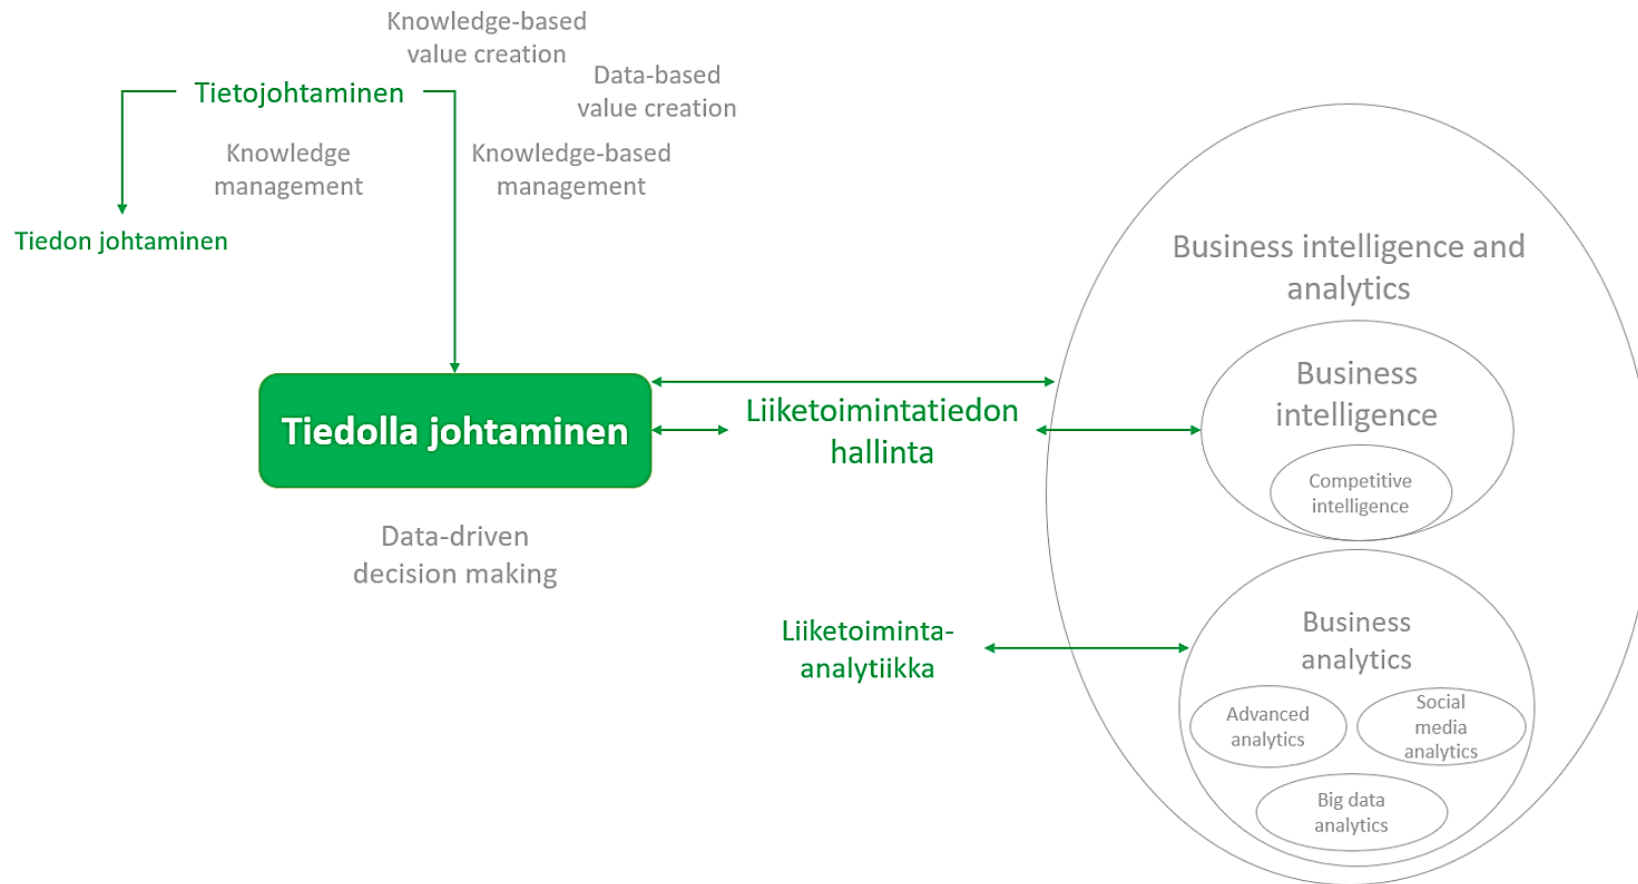 Knowledge-based
value creation
Data-based
value creation
Tietojohtaminen
Knowledge
management
Knowledge-based
management
Tiedon johtaminen
Tiedolla johtaminen
Data-driven
decision making
Liiketoimintatiedon
hallinta
Liiketoiminta-
analytiikka
Business intelligence and
analytics
Business
intelligence
Competitive
intelligence
Business
analytics
Advanced
analytics
Social
media
analytics
Big data
analytics